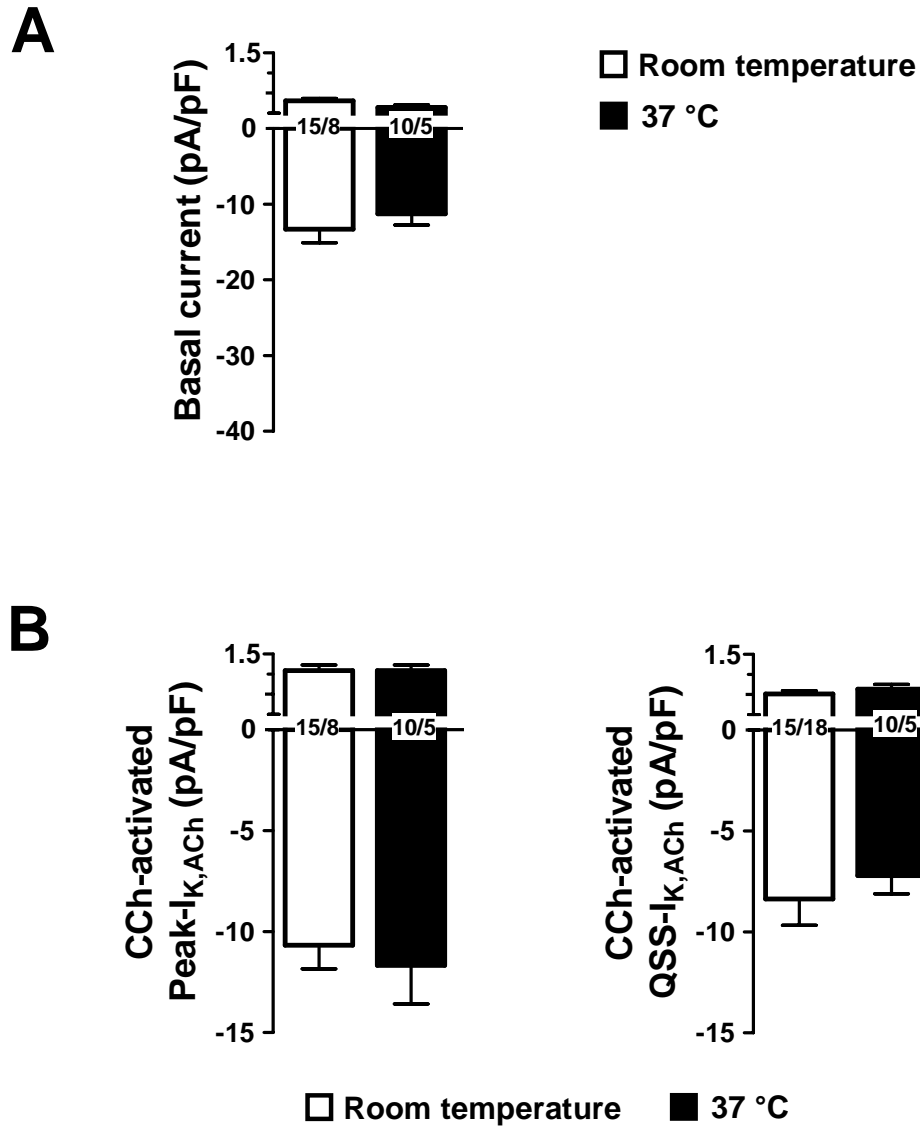 A
Basal current (pA/pF)
1.5
0
-10
-20
-30
-40
15/8
10/5
Room temperature
37 °C
B
CCh-activated
Peak-IK,ACh (pA/pF)
1.5
0
-5
-10
-15
15/8
10/5
CCh-activated
QSS-IK,ACh (pA/pF)
1.5
0
-5
-10
-15
15/18
10/5
Room temperature
37 °C